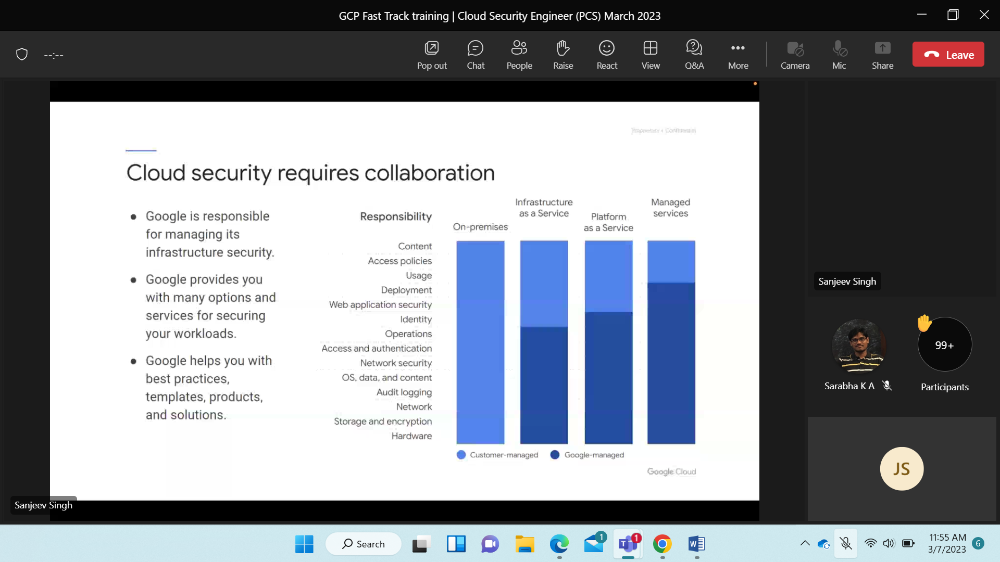 GCP Fast Track training | Cloud Security Engineer (PCS) March 2023
--:--
Pop out
Chat
People
Raise
React
View
Q&A
More
Camera
Mic
Share
Leave
Proprietary + Confidential
Cloud security requires collaboration
● Google is responsible
for managing its
infrastructure security.
● Google provides you
with many options and
services for securing
your workloads.
● Google helps you with
best practices,
templates, products,
and solutions.
Responsibility
On-premises
Infrastructure
as a Service
Platform
as a Service
Managed
services
Content
Access policies
Usage
Deployment
Web application security
Identity
Operations
Access and authentication
Network security
OS, data, and content
Audit logging
Network
Storage and encryption
Hardware
Customer-managed
Google-managed
Google Cloud
Sanjeev Singh
Sanjeev Singh
99+
Sarabha K A
Participants
JS
Search
1
T
1
W
11:55 AM
3/7/2023
6